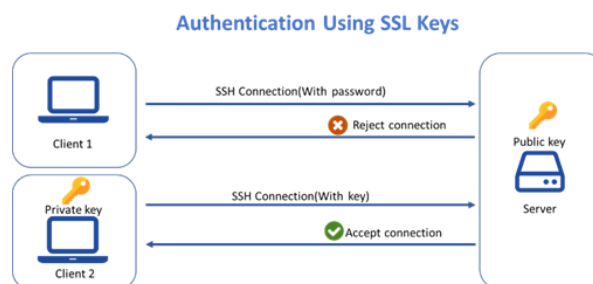 Authentication Using SSL Keys
SSH Connection(With password)
Reject connection
Client 1
Public key
Private key
SSH Connection(With key)
Server
Accept connection
Client 2